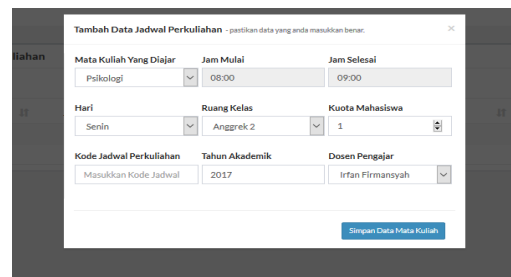 Tambah Data Jadwal Perkuliahan - pastikan data yang anda masukkan benar. ×
liahan
Mata Kuliah Yang Diajar Jam Mulai Jam Selesai
Psikologi 08:00 09:00
Hari Ruang Kelas Kuota Mahasiswa
Senin Anggrek 2 1
Kode Jadwal Perkuliahan Tahun Akademik Dosen Pengajar
Masukkan Kode Jadwal 2017 Irfan Firmansyah
Simpan Data Mata Kuliah